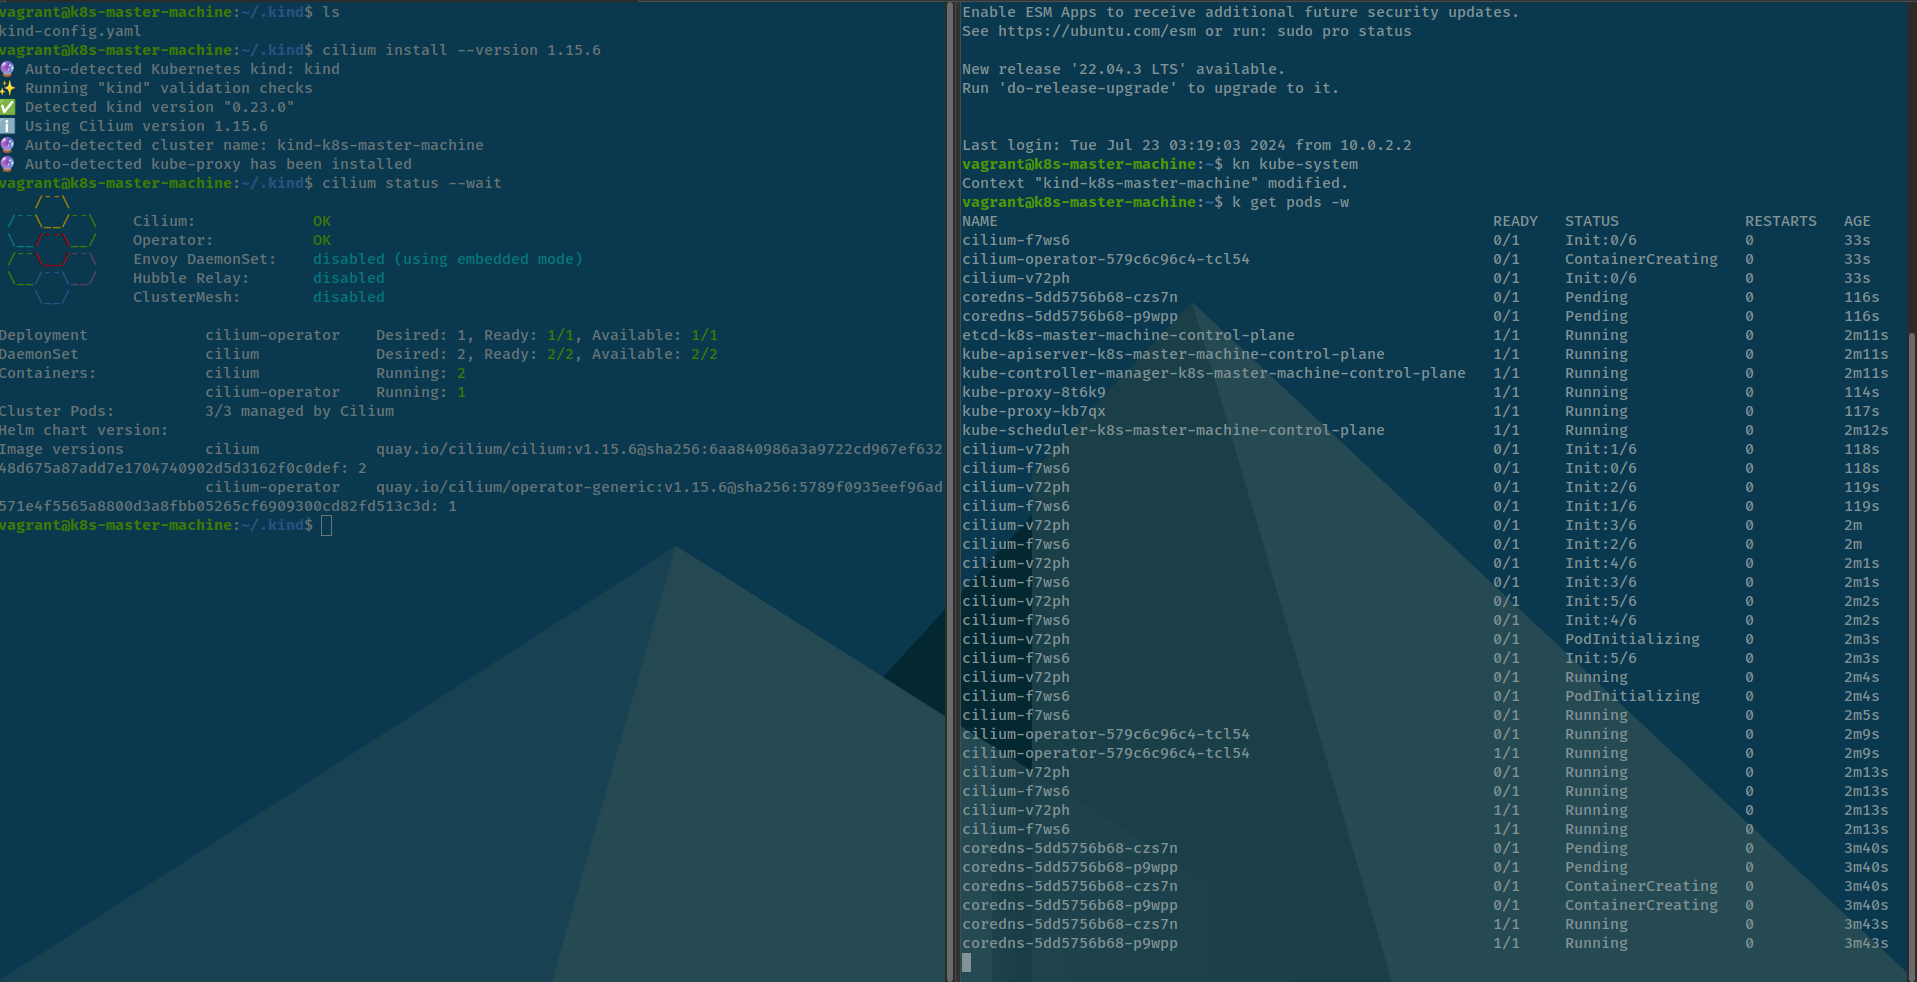 vagrant@k8s-master-machine:~/.kind$ ls
kind-config.yaml
vagrant@k8s-master-machine:~/.kind$ cilium install --version 1.15.6
🔮 Auto-detected Kubernetes kind: kind
✨ Running "kind" validation checks
✅ Detected kind version "0.23.0"
ℹ️ Using Cilium version 1.15.6
🔮 Auto-detected cluster name: kind-k8s-master-machine
🔮 Auto-detected kube-proxy has been installed
vagrant@k8s-master-machine:~/.kind$ cilium status --wait
    /¯¯\
 /¯¯\__/¯¯\    Cilium:             OK
 \__/¯¯\__/    Operator:           OK
 /¯¯\__/¯¯\    Envoy DaemonSet:    disabled (using embedded mode)
 \__/¯¯\__/    Hubble Relay:       disabled
    \__/       ClusterMesh:        disabled
Deployment             cilium-operator    Desired: 1, Ready: 1/1, Available: 1/1
DaemonSet              cilium             Desired: 2, Ready: 2/2, Available: 2/2
Containers:            cilium             Running: 2
                       cilium-operator    Running: 1
Cluster Pods:          3/3 managed by Cilium
Helm chart version:
Image versions         cilium             quay.io/cilium/cilium:v1.15.6@sha256:6aa840986a3a9722cd967ef632
48d675a87add7e1704740902d5d3162f0c0def: 2
                       cilium-operator    quay.io/cilium/operator-generic:v1.15.6@sha256:5789f0935eef96ad
571e4f5565a8800d3a8fbb05265cf6909300cd82fd513c3d: 1
vagrant@k8s-master-machine:~/.kind$
Enable ESM Apps to receive additional future security updates.
See https://ubuntu.com/esm or run: sudo pro status
New release '22.04.3 LTS' available.
Run 'do-release-upgrade' to upgrade to it.
Last login: Tue Jul 23 03:19:03 2024 from 10.0.2.2
vagrant@k8s-master-machine:~$ kn kube-system
Context "kind-k8s-master-machine" modified.
vagrant@k8s-master-machine:~$ k get pods -w
NAME                                                    READY   STATUS              RESTARTS   AGE
cilium-f7ws6                                            0/1     Init:0/6            0          33s
cilium-operator-579c6c96c4-tcl54                        0/1     ContainerCreating   0          33s
cilium-v72ph                                            0/1     Init:0/6            0          33s
coredns-5dd5756b68-czs7n                                0/1     Pending             0          116s
coredns-5dd5756b68-p9wpp                                0/1     Pending             0          116s
etcd-k8s-master-machine-control-plane                   1/1     Running             0          2m11s
kube-apiserver-k8s-master-machine-control-plane         1/1     Running             0          2m11s
kube-controller-manager-k8s-master-machine-control-plane   1/1     Running             0          2m11s
kube-proxy-8t6k9                                        1/1     Running             0          114s
kube-proxy-kb7qx                                        1/1     Running             0          117s
kube-scheduler-k8s-master-machine-control-plane         1/1     Running             0          2m12s
cilium-v72ph                                            0/1     Init:1/6            0          118s
cilium-f7ws6                                            0/1     Init:0/6            0          118s
cilium-v72ph                                            0/1     Init:2/6            0          119s
cilium-f7ws6                                            0/1     Init:1/6            0          119s
cilium-v72ph                                            0/1     Init:3/6            0          2m
cilium-f7ws6                                            0/1     Init:2/6            0          2m
cilium-v72ph                                            0/1     Init:4/6            0          2m1s
cilium-f7ws6                                            0/1     Init:3/6            0          2m1s
cilium-v72ph                                            0/1     Init:5/6            0          2m2s
cilium-f7ws6                                            0/1     Init:4/6            0          2m2s
cilium-v72ph                                            0/1     PodInitializing     0          2m3s
cilium-f7ws6                                            0/1     Init:5/6            0          2m3s
cilium-v72ph                                            0/1     Running             0          2m4s
cilium-f7ws6                                            0/1     PodInitializing     0          2m4s
cilium-f7ws6                                            0/1     Running             0          2m5s
cilium-operator-579c6c96c4-tcl54                        0/1     Running             0          2m9s
cilium-operator-579c6c96c4-tcl54                        1/1     Running             0          2m9s
cilium-v72ph                                            0/1     Running             0          2m13s
cilium-f7ws6                                            0/1     Running             0          2m13s
cilium-v72ph                                            1/1     Running             0          2m13s
cilium-f7ws6                                            1/1     Running             0          2m13s
coredns-5dd5756b68-czs7n                                0/1     Pending             0          3m40s
coredns-5dd5756b68-p9wpp                                0/1     Pending             0          3m40s
coredns-5dd5756b68-czs7n                                0/1     ContainerCreating   0          3m40s
coredns-5dd5756b68-p9wpp                                0/1     ContainerCreating   0          3m40s
coredns-5dd5756b68-czs7n                                1/1     Running             0          3m43s
coredns-5dd5756b68-p9wpp                                1/1     Running             0          3m43s